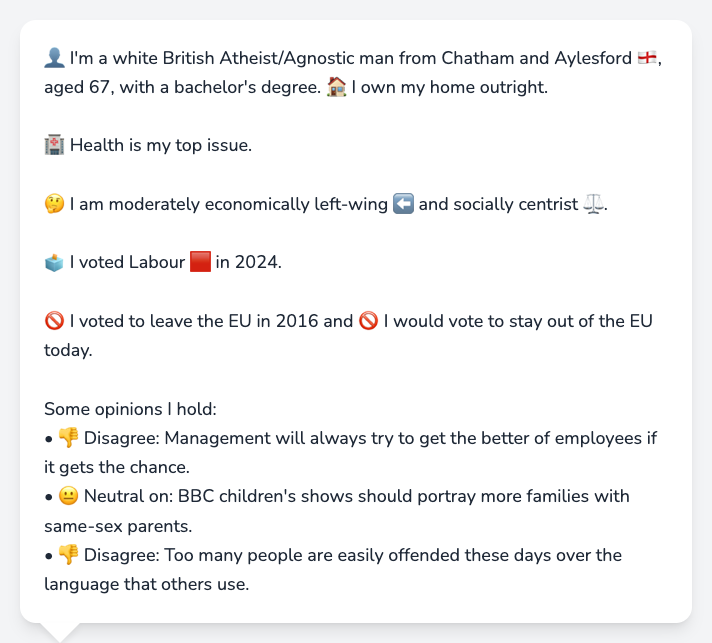 👤 I'm a white British Atheist/Agnostic man from Chatham and Aylesford 🏴󠁧󠁢󠁥󠁮󠁧󠁿,
aged 67, with a bachelor's degree. 🏠 I own my home outright.
🏥 Health is my top issue.
🤔 I am moderately economically left-wing ⬅️ and socially centrist ⚖️.
🗳️ I voted Labour 🟥 in 2024.
🚫 I voted to leave the EU in 2016 and 🚫 I would vote to stay out of the EU
today.
Some opinions I hold:
• 👎 Disagree: Management will always try to get the better of employees if
it gets the chance.
• 😐 Neutral on: BBC children's shows should portray more families with
same-sex parents.
• 👎 Disagree: Too many people are easily offended these days over the
language that others use.